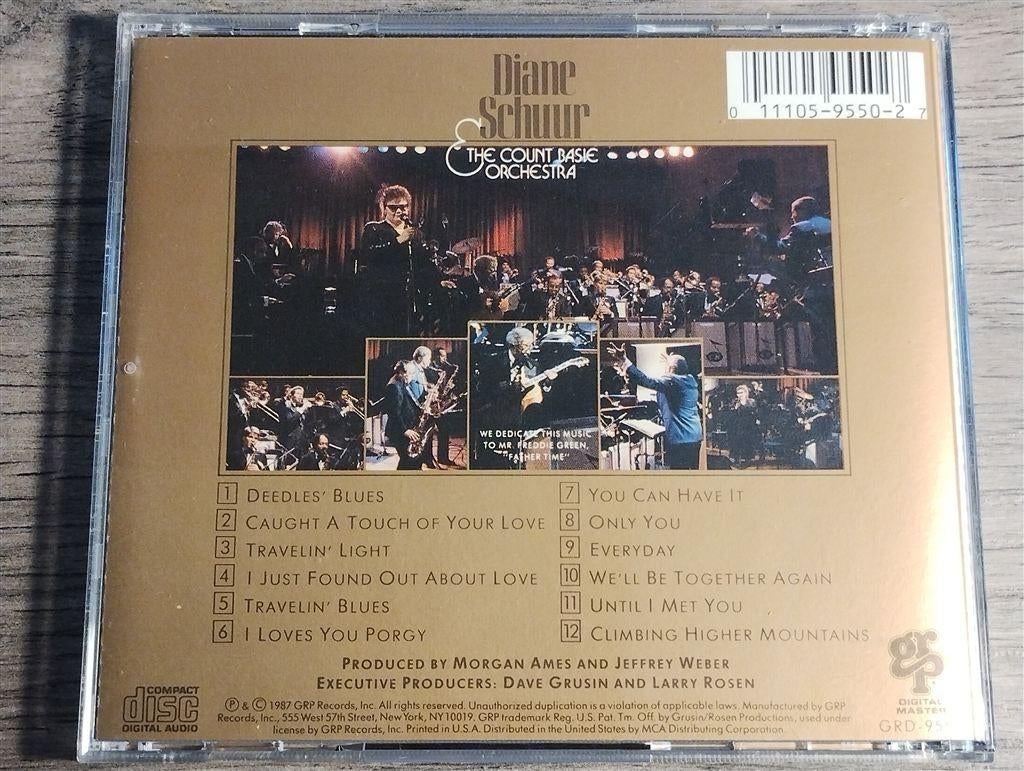 Diane
Schuur
& THE COUNT BASIE
ORCHESTRA
0 11105-9550-2 7
WE DEDICATE THIS MUSIC
TO MR. FREDDIE GREEN,
"FATHER TIME"
1 DEEDLES' BLUES
2 CAUGHT A TOUCH OF YOUR LOVE
3 TRAVELIN' LIGHT
4 I JUST FOUND OUT ABOUT LOVE
5 TRAVELIN' BLUES
6 I LOVES YOU PORGY
7 YOU CAN HAVE IT
8 ONLY YOU
9 EVERYDAY
10 WE'LL BE TOGETHER AGAIN
11 UNTIL I MET YOU
12 CLIMBING HIGHER MOUNTAINS
PRODUCED BY MORGAN AMES AND JEFFREY WEBER
EXECUTIVE PRODUCERS: DAVE GRUSIN AND LARRY ROSEN
COMPACT
disc
DIGITAL AUDIO
Ⓟ & © 1987 GRP Records, Inc. All rights reserved. Unauthorized duplication is a violation of applicable laws. Manufactured by GRP
Records, Inc., 555 West 57th Street, New York, NY 10019. GRP trademark Reg. U.S. Pat. Tm. Off. by Grusin/Rosen Productions, used under
license by GRP Records, Inc. Printed in U.S.A. Distributed in the United States by MCA Distributing Corporation.
grp
DIGITAL
MASTER
GRD-95